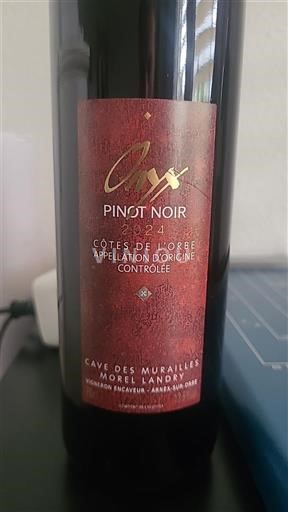 Onyx
PINOT NOIR
2024
CÔTES DE L'ORBE
APPELLATION D'ORIGINE
CONTRÔLÉE
CAVE DES MURAILLES
MOREL LANDRY
VIGNERON ENCAVEUR - ARNEX-SUR-ORBE